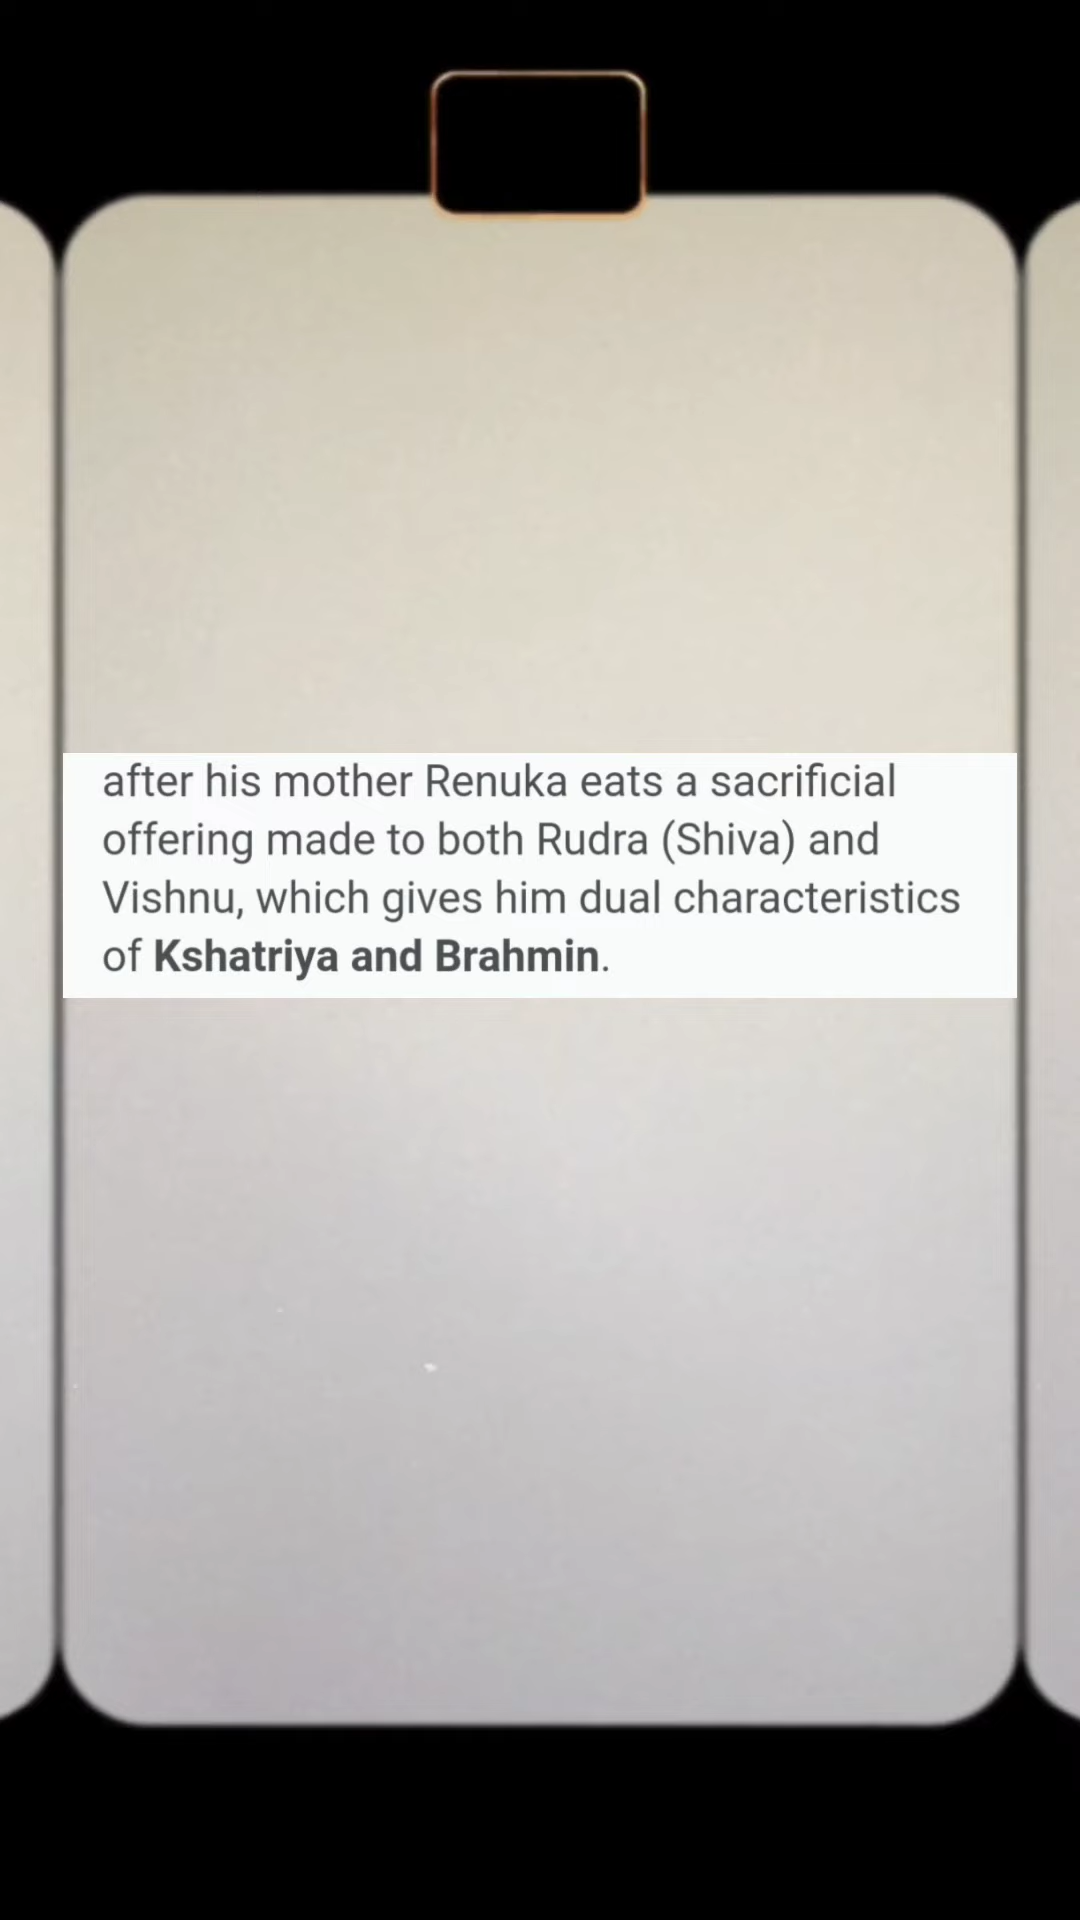 after his mother Renuka eats a sacrificial
offering made to both Rudra (Shiva) and
Vishnu, which gives him dual characteristics
of Kshatriya and Brahmin.